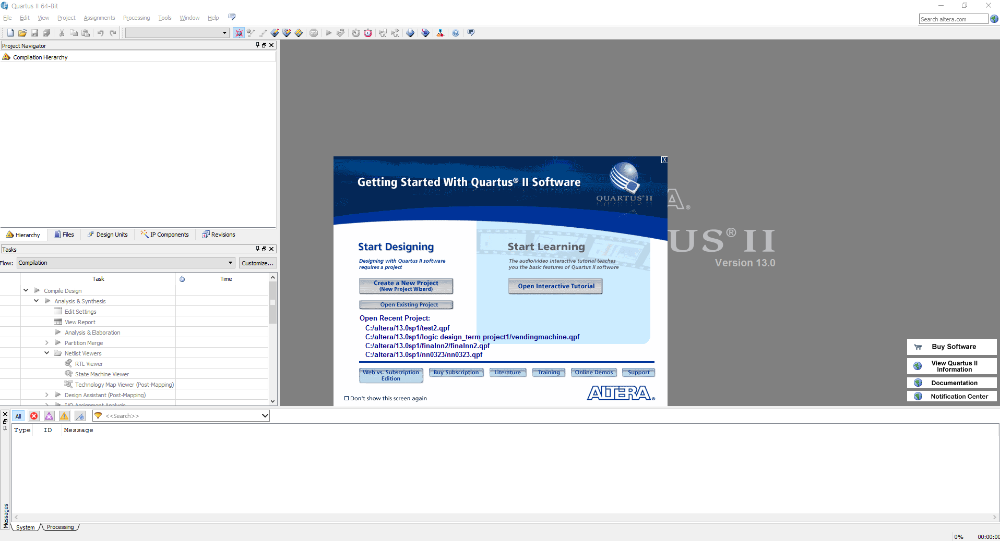 Quartus II 64-Bit
File Edit View Project Assignments Processing Tools Window Help
Search altera.com
STOP
Project Navigator
Compilation Hierarchy
Hierarchy Files Design Units IP Components Revisions
Tasks
Flow: Compilation Customize...
Task Time
Compile Design
Analysis & Synthesis
Edit Settings
View Report
Analysis & Elaboration
Partition Merge
Netlist Viewers
RTL Viewer
State Machine Viewer
Technology Map Viewer (Post-Mapping)
Design Assistant (Post-Mapping)
I/O Assignment Analysis
X
Getting Started With Quartus® II Software
QUARTUS® II
Start Designing
Designing with Quartus II software
requires a project
Create a New Project
(New Project Wizard)
Open Existing Project
Start Learning
The audio/video interactive tutorial teaches
you the basic features of Quartus II software
Open Interactive Tutorial
Open Recent Project:
C:/altera/13.0sp1/test2.qpf
C:/altera/13.0sp1/logic design_term project1/vendingmachine.qpf
C:/altera/13.0sp1/finalnn2/finalnn2.qpf
C:/altera/13.0sp1/nn0323/nn0323.qpf
Web vs. Subscription
Edition
Buy Subscription
Literature
Training
Online Demos
Support
Don't show this screen again
ALTERA®
A®
US® II
Version 13.0
Buy Software
View Quartus II
Information
Documentation
Notification Center
All <<Search>>
Type ID Message
Messages
System Processing
0% 00:00:00